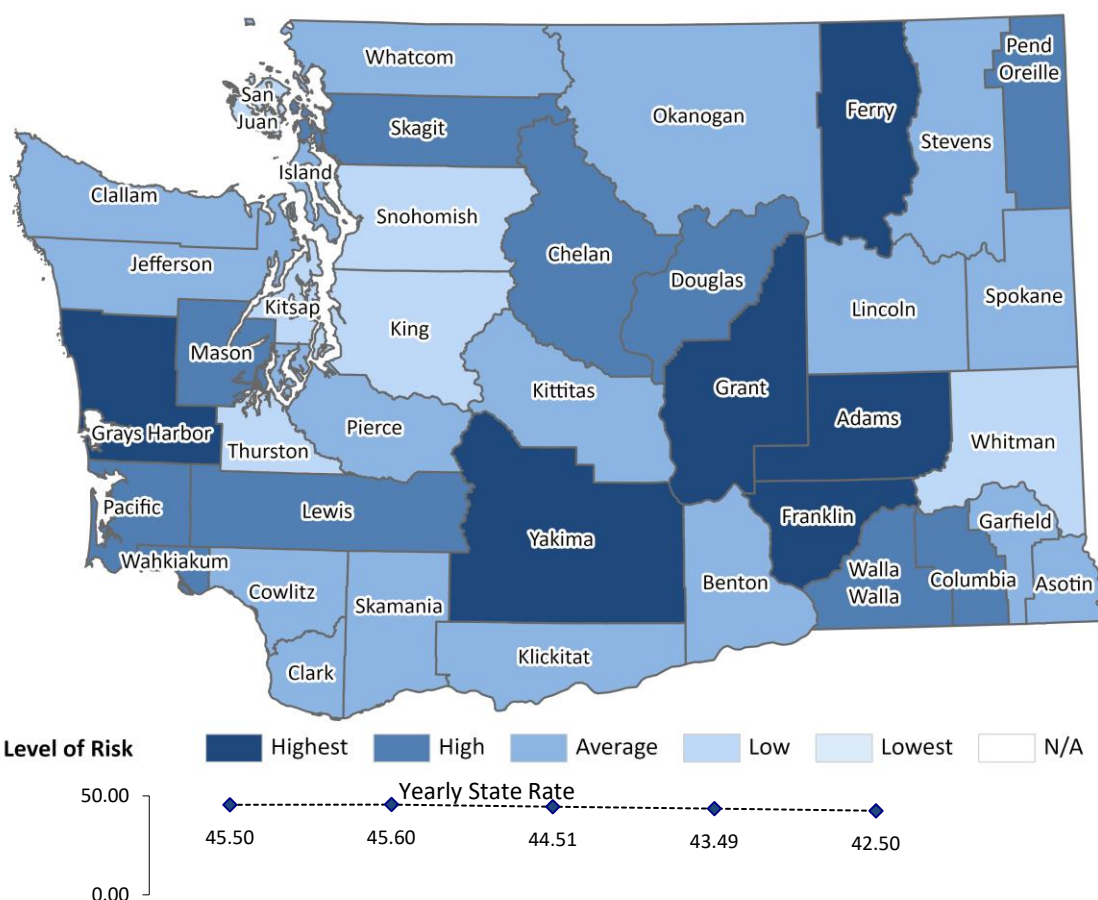 Whatcom
San
Juan
Skagit
Island
Okanogan
Ferry
Pend
Oreille
Stevens
Clallam
Snohomish
Jefferson
Chelan
Douglas
Lincoln
Spokane
Kitsap
King
Mason
Kittitas
Grant
Grays Harbor
Thurston
Pierce
Adams
Whitman
Pacific
Lewis
Yakima
Franklin
Garfield
Wahkiakum
Cowlitz
Skamania
Benton
Walla
Walla
Columbia
Asotin
Clark
Klickitat
Level of Risk Highest High Average Low Lowest N/A
Yearly State Rate
50.00
45.50 45.60 44.51 43.49 42.50
0.00